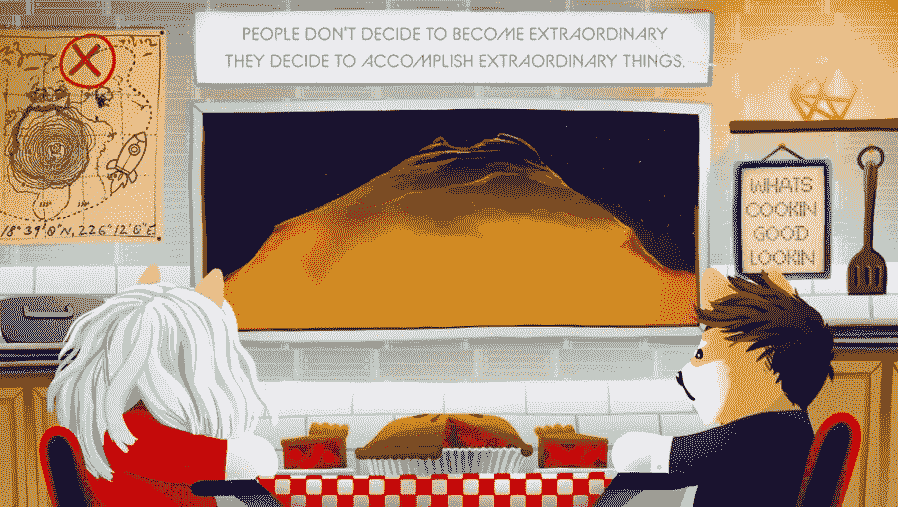 PEOPLE DON'T DECIDE TO BECOME EXTRAORDINARY
THEY DECIDE TO ACCOMPLISH EXTRAORDINARY THINGS.
18°39'0"N, 226°12'0"E
WHATS
COOKIN
GOOD
LOOKIN